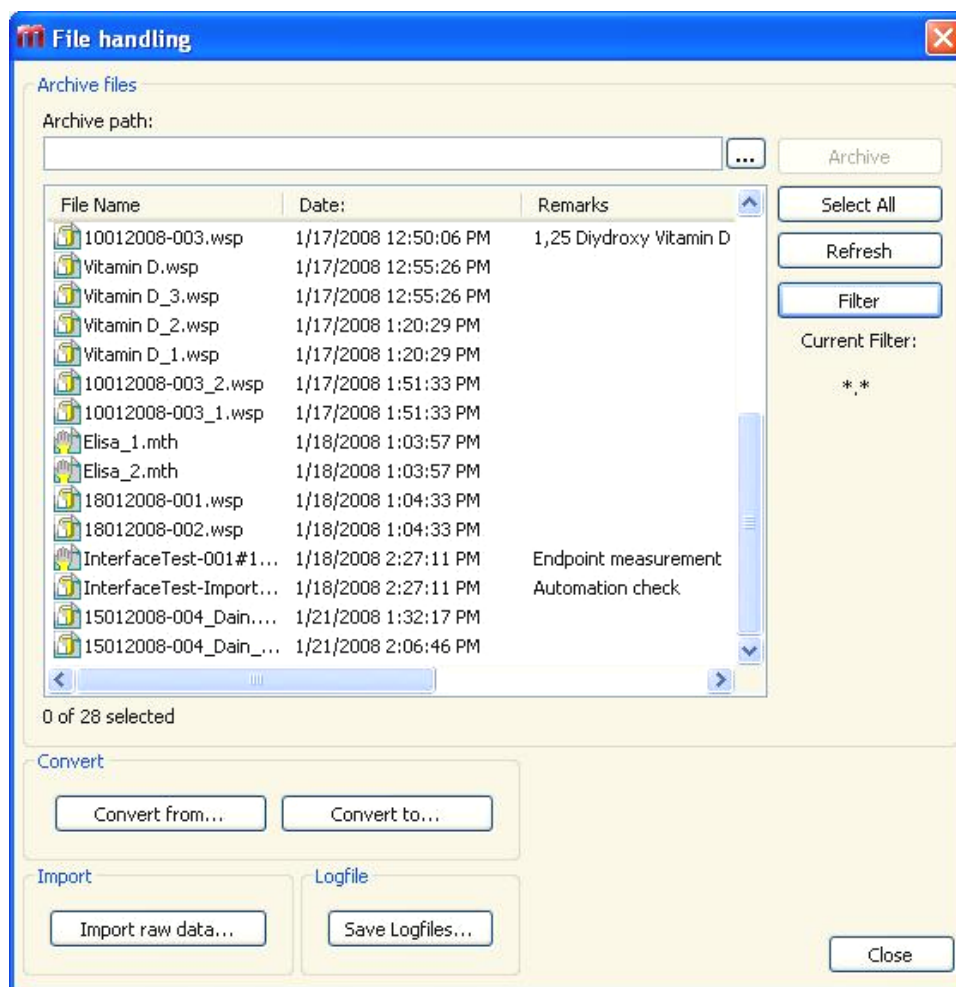 File handling
Archive files
Archive path:
...
Archive
File Name Date: Remarks
Select All
10012008-003.wsp 1/17/2008 12:50:06 PM 1,25 Diydroxy Vitamin D
Refresh
Vitamin D.wsp 1/17/2008 12:55:26 PM
Vitamin D_3.wsp 1/17/2008 12:55:26 PM
Filter
Vitamin D_2.wsp 1/17/2008 1:20:29 PM
Current Filter:
Vitamin D_1.wsp 1/17/2008 1:20:29 PM
10012008-003_2.wsp 1/17/2008 1:51:33 PM
*.*
10012008-003_1.wsp 1/17/2008 1:51:33 PM
Elisa_1.mth 1/18/2008 1:03:57 PM
Elisa_2.mth 1/18/2008 1:03:57 PM
18012008-001.wsp 1/18/2008 1:04:33 PM
18012008-002.wsp 1/18/2008 1:04:33 PM
InterfaceTest-001#1... 1/18/2008 2:27:11 PM Endpoint measurement
InterfaceTest-Import... 1/18/2008 2:27:11 PM Automation check
15012008-004_Dain.... 1/21/2008 1:32:17 PM
15012008-004_Dain_... 1/21/2008 2:06:46 PM
0 of 28 selected
Convert
Convert from... Convert to...
Import Logfile
Import raw data... Save Logfiles...
Close